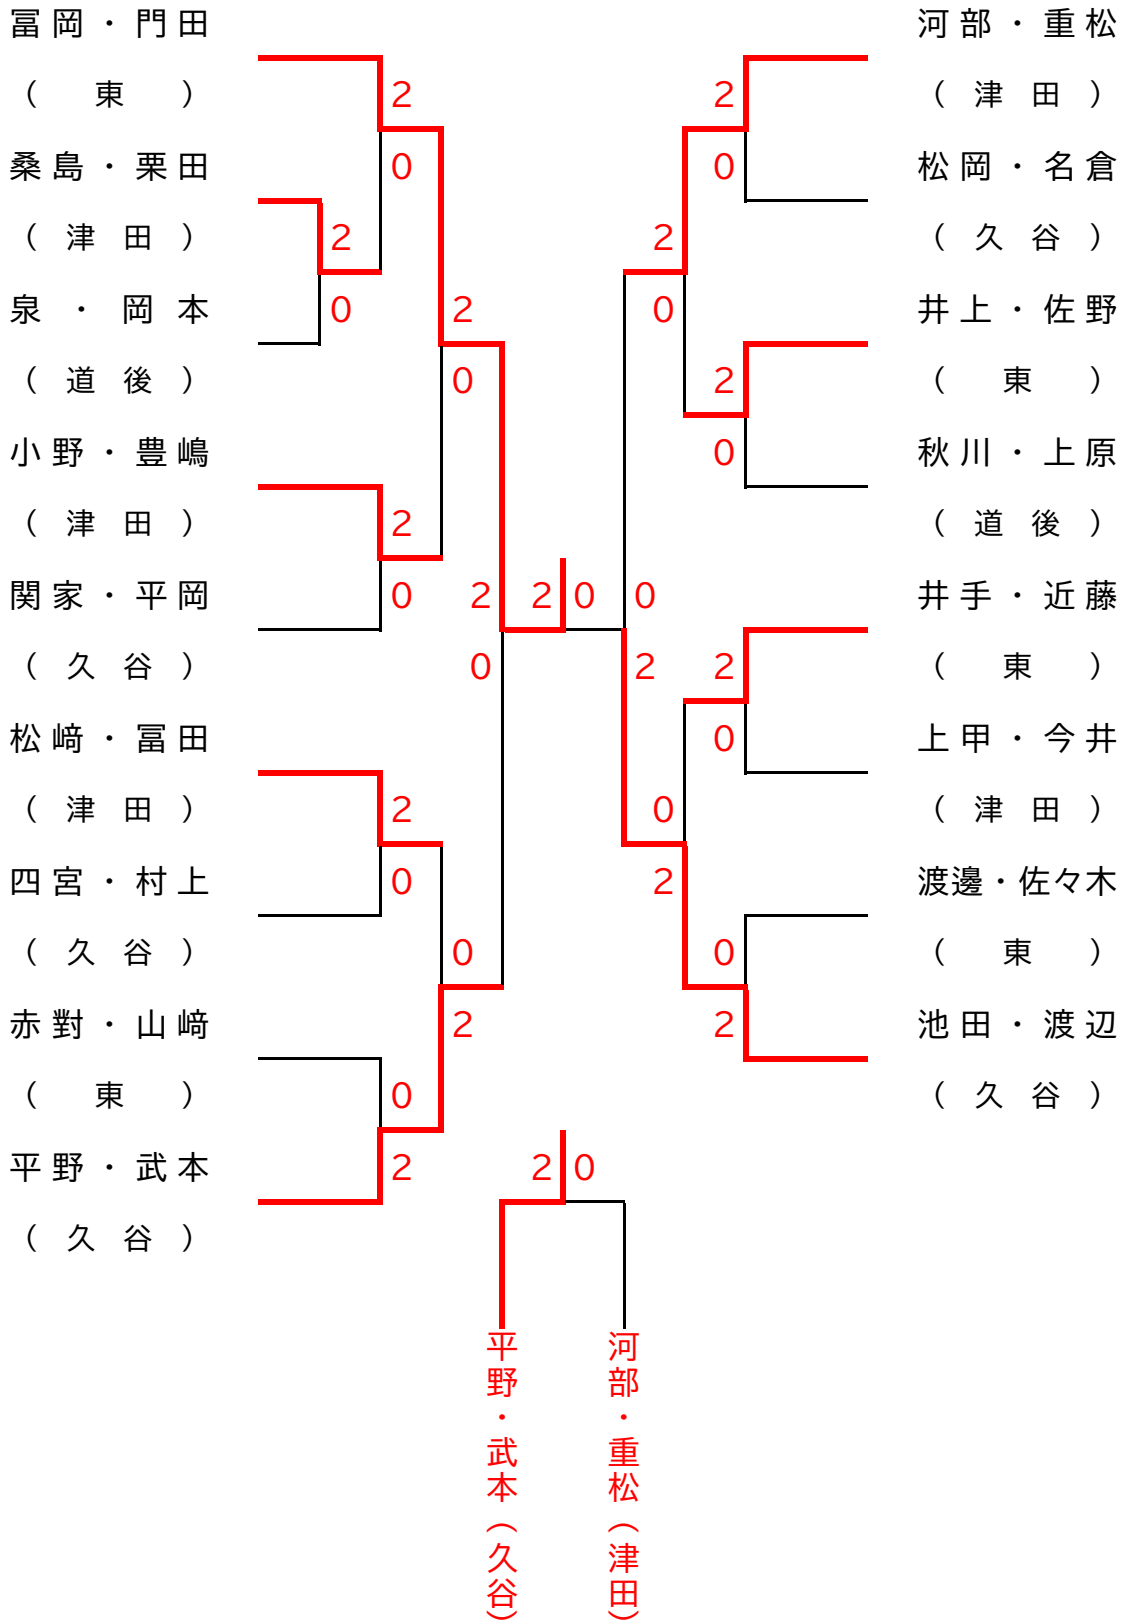 冨岡・門田
（東）
桑島・栗田
（津田）
泉・岡本
（道後）
小野・豊嶋
（津田）
関家・平岡
（久谷）
松﨑・冨田
（津田）
四宮・村上
（久谷）
赤對・山﨑
（東）
平野・武本
（久谷）
2
0
2
0
2
0
2
0
2
0
2
0
0
2
0
2
2 0
河部・重松
（津田）
松岡・名倉
（久谷）
井上・佐野
（東）
秋川・上原
（道後）
井手・近藤
（東）
上甲・今井
（津田）
渡邊・佐々木
（東）
池田・渡辺
（久谷）
2
0
2
0
2
0
0
2
2
0
0
2
0
2
2 0
平野・武本（久谷）
河部・重松（津田）